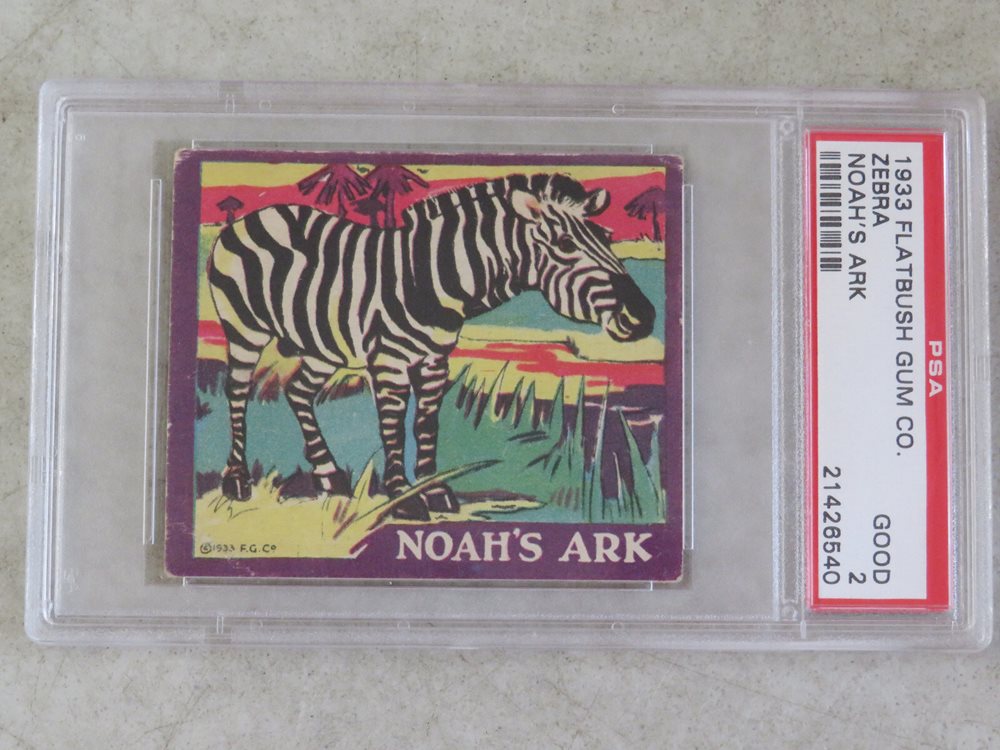 ©1933 F.G.Co
NOAH'S ARK
PSA
1933 FLATBUSH GUM CO.
ZEBRA GOOD
NOAH'S ARK 2
21426540